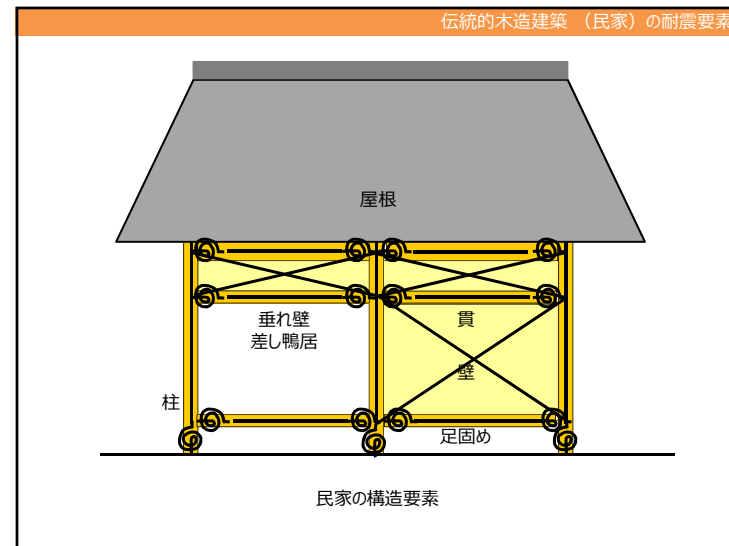 伝統的木造建築 （民家）の耐震要素
屋根
垂れ壁
差し鴨居
貫
壁
柱
足固め
民家の構造要素